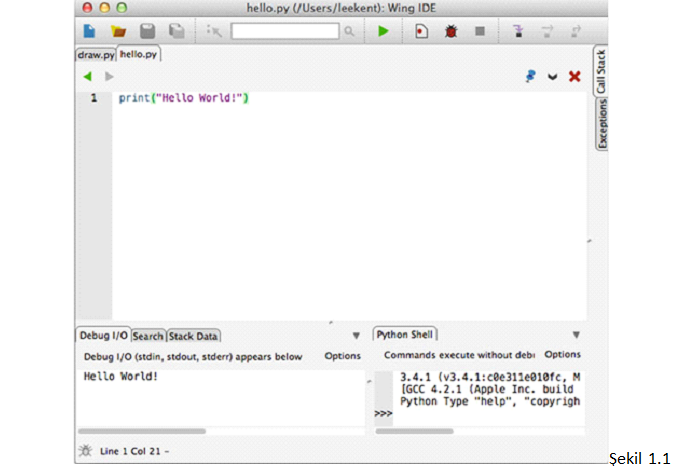 hello.py (/Users/leekent): Wing IDE
draw.py hello.py
Call Stack
Exceptions
1 print("Hello World!")
Debug I/O Search Stack Data
Debug I/O (stdin, stdout, stderr) appears below Options
Hello World!
Python Shell
Commands execute without debu Options
3.4.1 (v3.4.1:c0e311e010fc, M
[GCC 4.2.1 (Apple Inc. build
Python Type "help", "copyrigh
>>>
Line 1 Col 21 -
Şekil 1.1